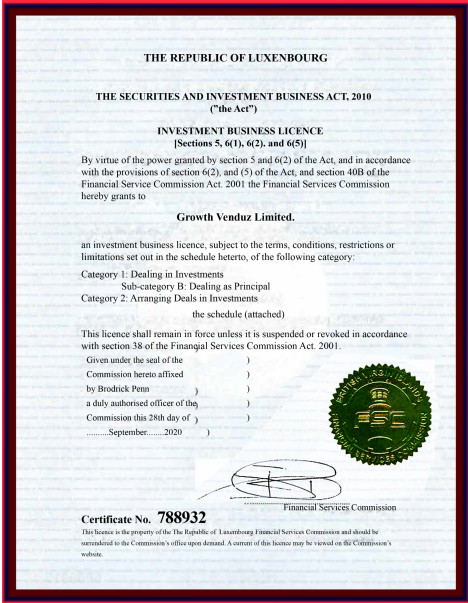 THE REPUBLIC OF LUXENBOURG
THE SECURITIES AND INVESTMENT BUSINESS ACT, 2010
("the Act")
INVESTMENT BUSINESS LICENCE
[Sections 5, 6(1), 6(2). and 6(5)]
By virtue of the power granted by section 5 and 6(2) of the Act, and in accordance
with the provisions of section 6(2), and (5) of the Act, and section 40B of the
Financial Service Commission Act. 2001 the Financial Services Commission
hereby grants to
Growth Venduz Limited.
an investment business licence, subject to the terms, conditions, restrictions or
limitations set out in the schedule heterto, of the following category:
Category 1: Dealing in Investments
Sub-category B: Dealing as Principal
Category 2: Arranging Deals in Investments
the schedule (attached)
This licence shall remain in force unless it is suspended or revoked in accordance
with section 38 of the Financial Services Commission Act. 2001.
Given under the seal of the )
Commission hereto affixed )
by Brodrick Penn ) )
a duly authorised officer of the) )
Commission this 28th day of ) )
..........September........2020 )
FSC
Financial Services Commission
Certificate No. 788932
This licence is the property of the The Republic of Luxembourg Financial Services Commission and should be
surrendered to the Commission's office upon demand. A current of this licence may be viewed on the Commission's
website.